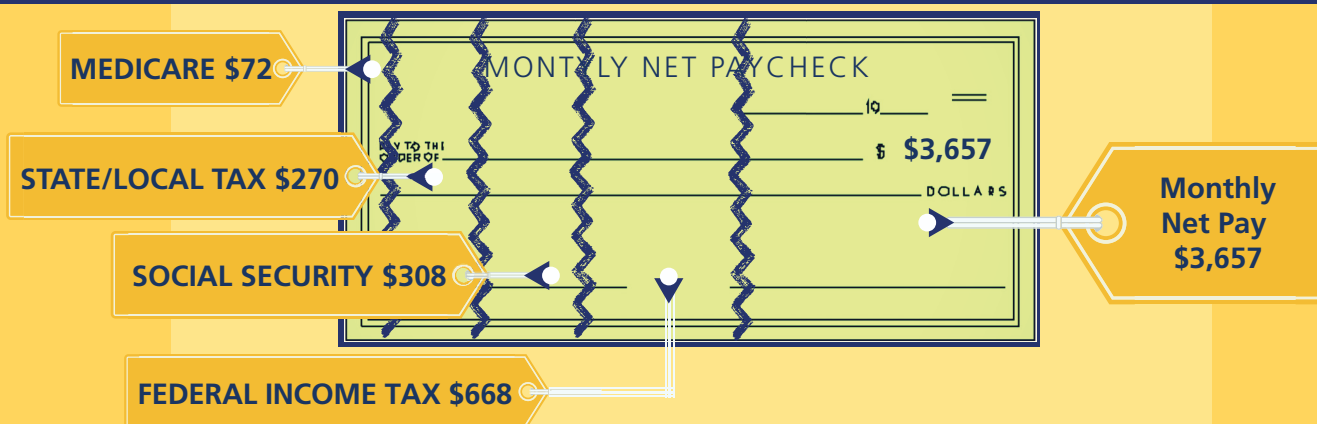 MEDICARE $72
MONTHLY NET PAYCHECK
19
PAY TO THE
ORDER OF
$ $3,657
STATE/LOCAL TAX $270
DOLLARS
Monthly
Net Pay
$3,657
SOCIAL SECURITY $308
FEDERAL INCOME TAX $668